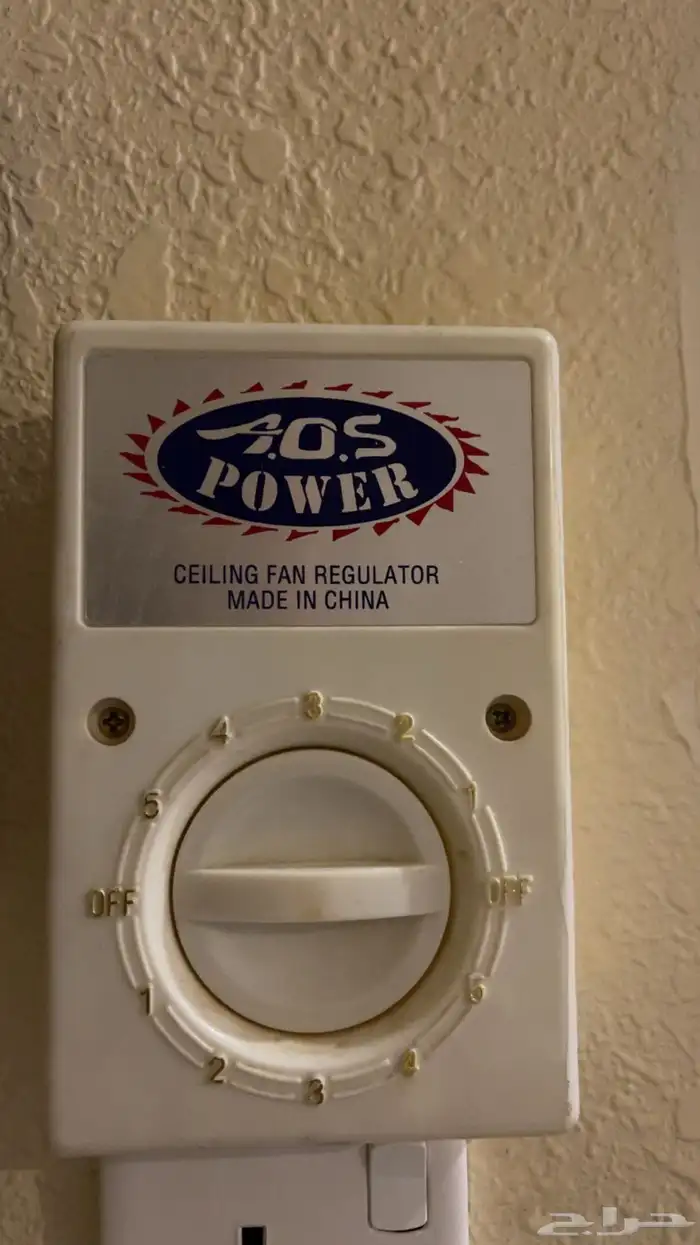 A.O.S
POWER
CEILING FAN REGULATOR
MADE IN CHINA
3
4 2
5 1
OFF OFF
1 5
2 4
3
حراج